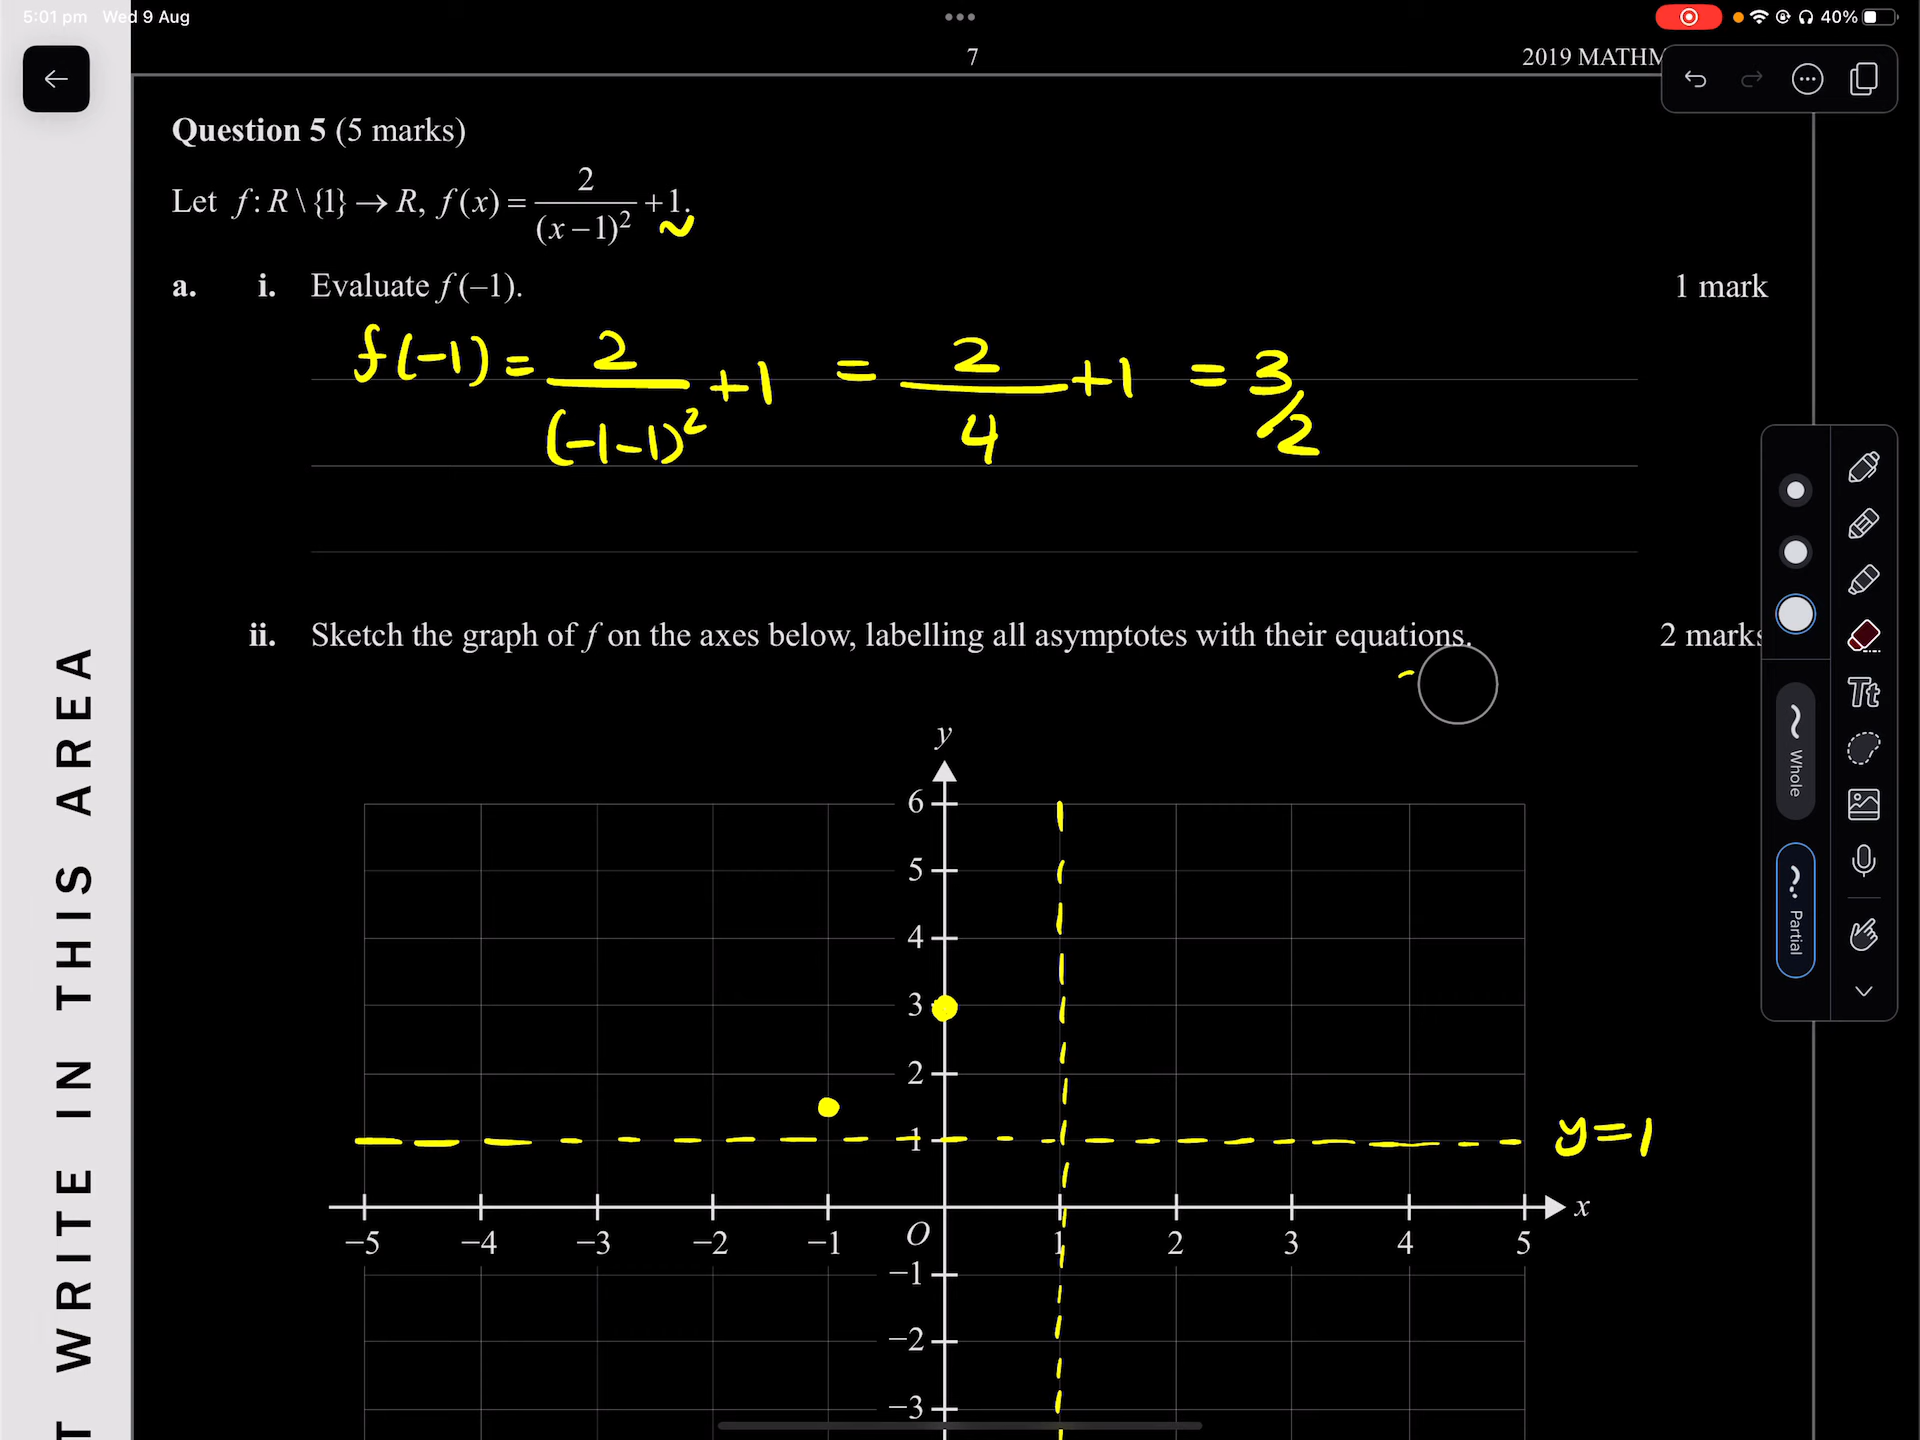 5:01 pm Wed 9 Aug
40%
7
2019 MATHM
Question 5 (5 marks)
Let f : R \ {1} → R, f(x) = 2/(x – 1)² + 1.
a. i. Evaluate f(–1). 1 mark
f(-1) = 2/(-1-1)² + 1 = 2/4 + 1 = 3/2
ii. Sketch the graph of f on the axes below, labelling all asymptotes with their equations. 2 marks
y
6
5
4
3
2
1
y=1
x
–5 –4 –3 –2 –1 O 1 2 3 4 5
–1
–2
–3
Tt
Whole
Partial
T WRITE IN THIS AREA